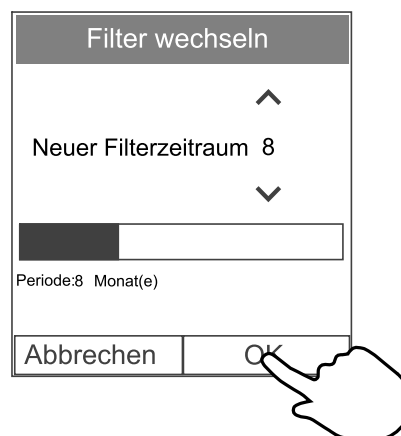 Filter wechseln
Neuer Filterzeitraum 8
Periode:8 Monat(e)
Abbrechen OK